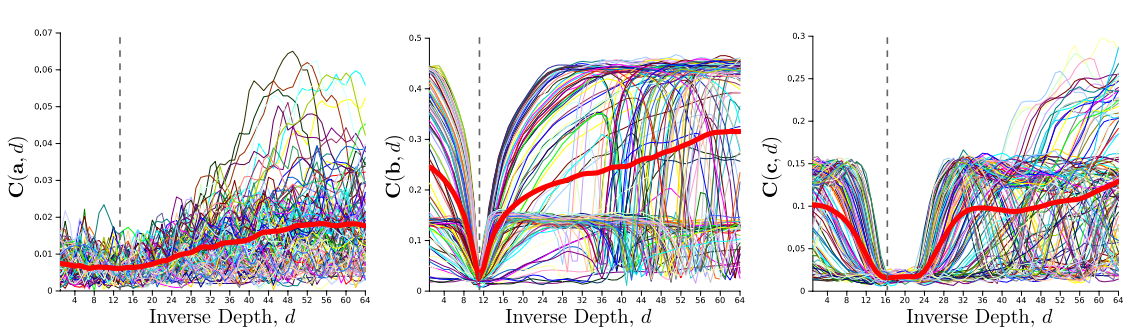 C(a, d)
0.07
0.06
0.05
0.04
0.03
0.02
0.01
0
4 8 12 16 20 24 28 32 36 40 44 48 52 56 60 64
Inverse Depth, d
C(b, d)
0.5
0.4
0.3
0.2
0.1
0
4 8 12 16 20 24 28 32 36 40 44 48 52 56 60 64
Inverse Depth, d
C(c, d)
0.3
0.25
0.2
0.15
0.1
0.05
0
4 8 12 16 20 24 28 32 36 40 44 48 52 56 60 64
Inverse Depth, d